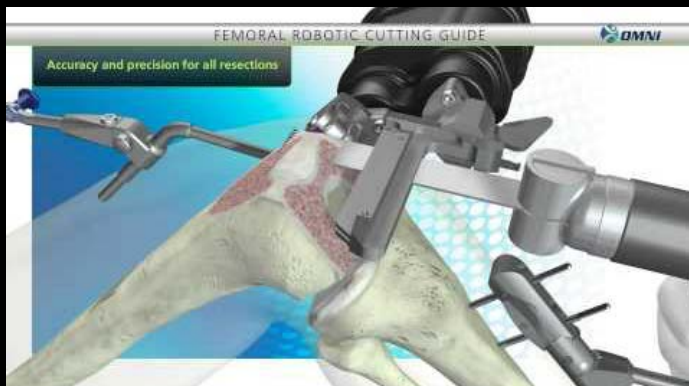 FEMORAL ROBOTIC CUTTING GUIDE
OMNI
Accuracy and precision for all resections